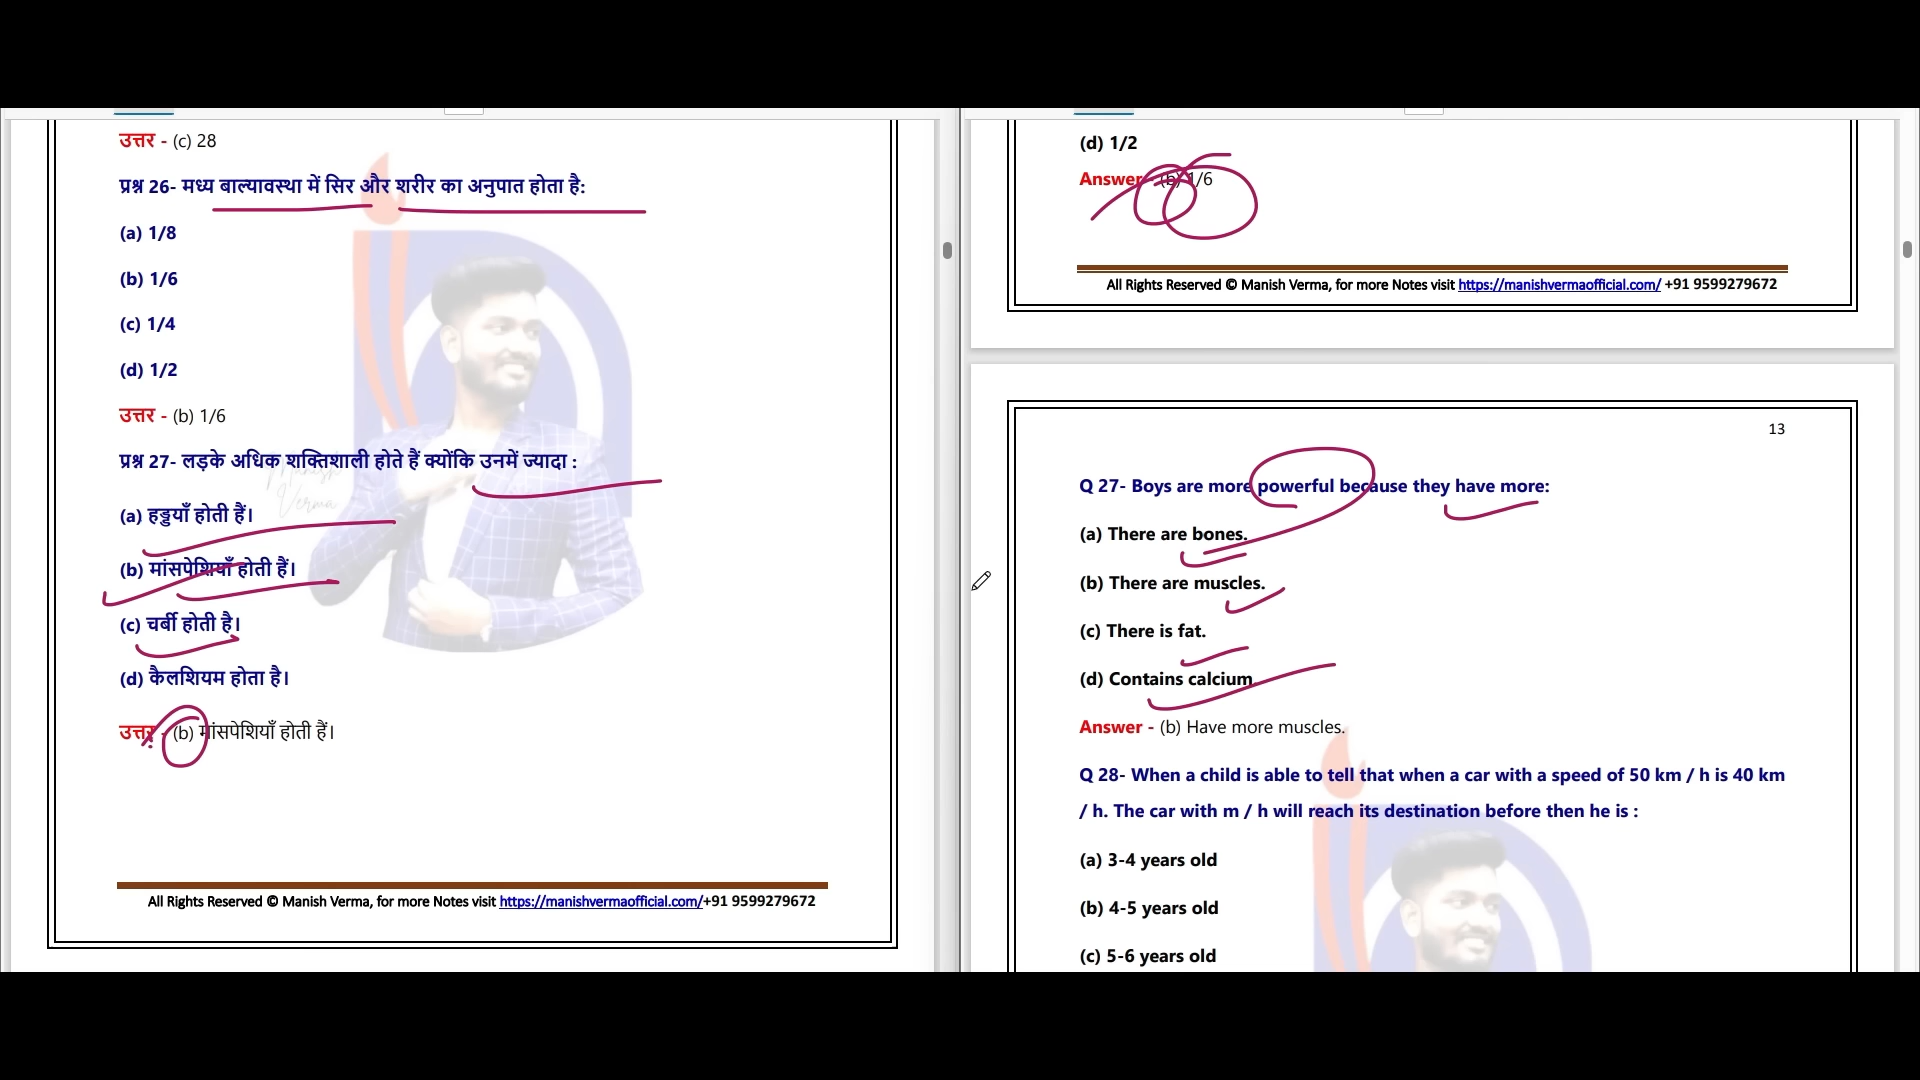 उत्तर - (c) 28
प्रश्न 26- मध्य बाल्यावस्था में सिर और शरीर का अनुपात होता है:
(a) 1/8
(b) 1/6
(c) 1/4
(d) 1/2
उत्तर - (b) 1/6
प्रश्न 27- लड़के अधिक शक्तिशाली होते हैं क्योंकि उनमें ज्यादा :
(a) हड्डयाँ होती हैं।
(b) मांसपेशियाँ होती हैं।
(c) चर्बी होती है।
(d) कैलशियम होता है।
उत्तर - (b) मांसपेशियाँ होती हैं।
Manish
Verma
All Rights Reserved © Manish Verma, for more Notes visit https://manishvermaofficial.com/+91 9599279672
(d) 1/2
Answer - (b) 1/6
All Rights Reserved © Manish Verma, for more Notes visit https://manishvermaofficial.com/ +91 9599279672
13
Q 27- Boys are more powerful because they have more:
(a) There are bones.
(b) There are muscles.
(c) There is fat.
(d) Contains calcium.
Answer - (b) Have more muscles.
Q 28- When a child is able to tell that when a car with a speed of 50 km / h is 40 km
/ h. The car with m / h will reach its destination before then he is :
(a) 3-4 years old
(b) 4-5 years old
(c) 5-6 years old